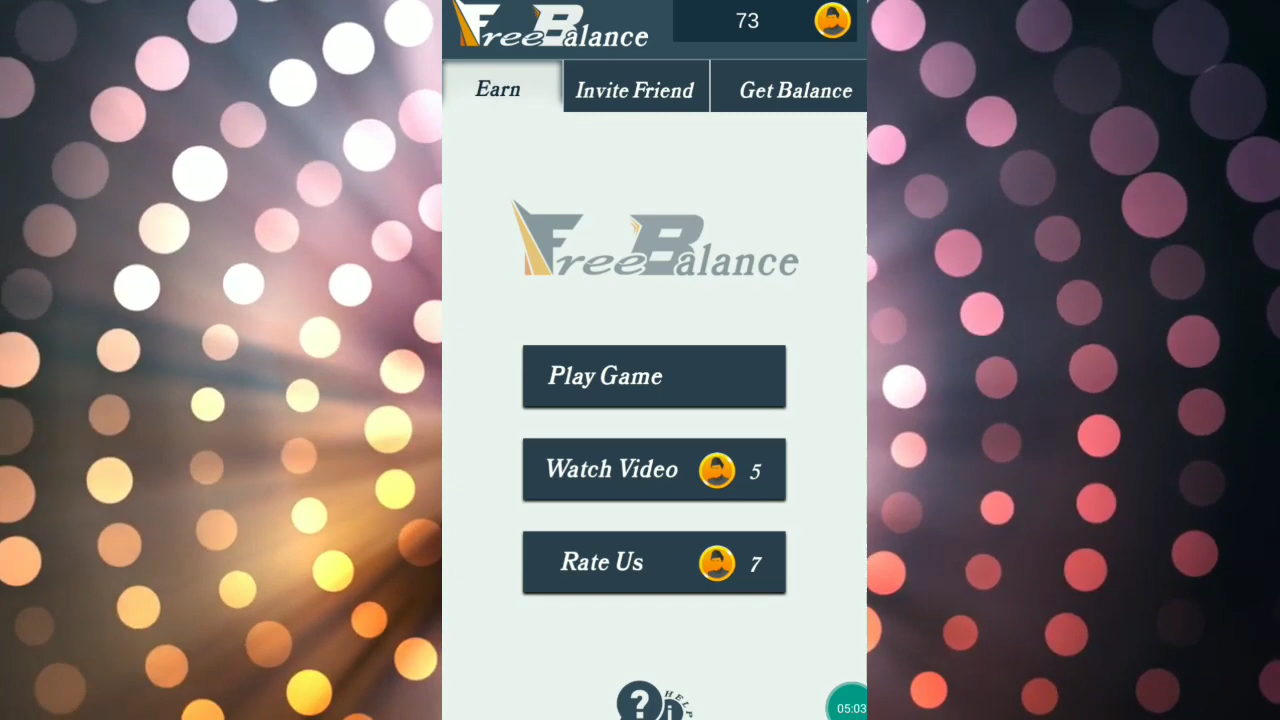 FreeBalance
73
Earn
Invite Friend
Get Balance
FreeBalance
Play Game
Watch Video 5
Rate Us 7
? i HELP
05:03